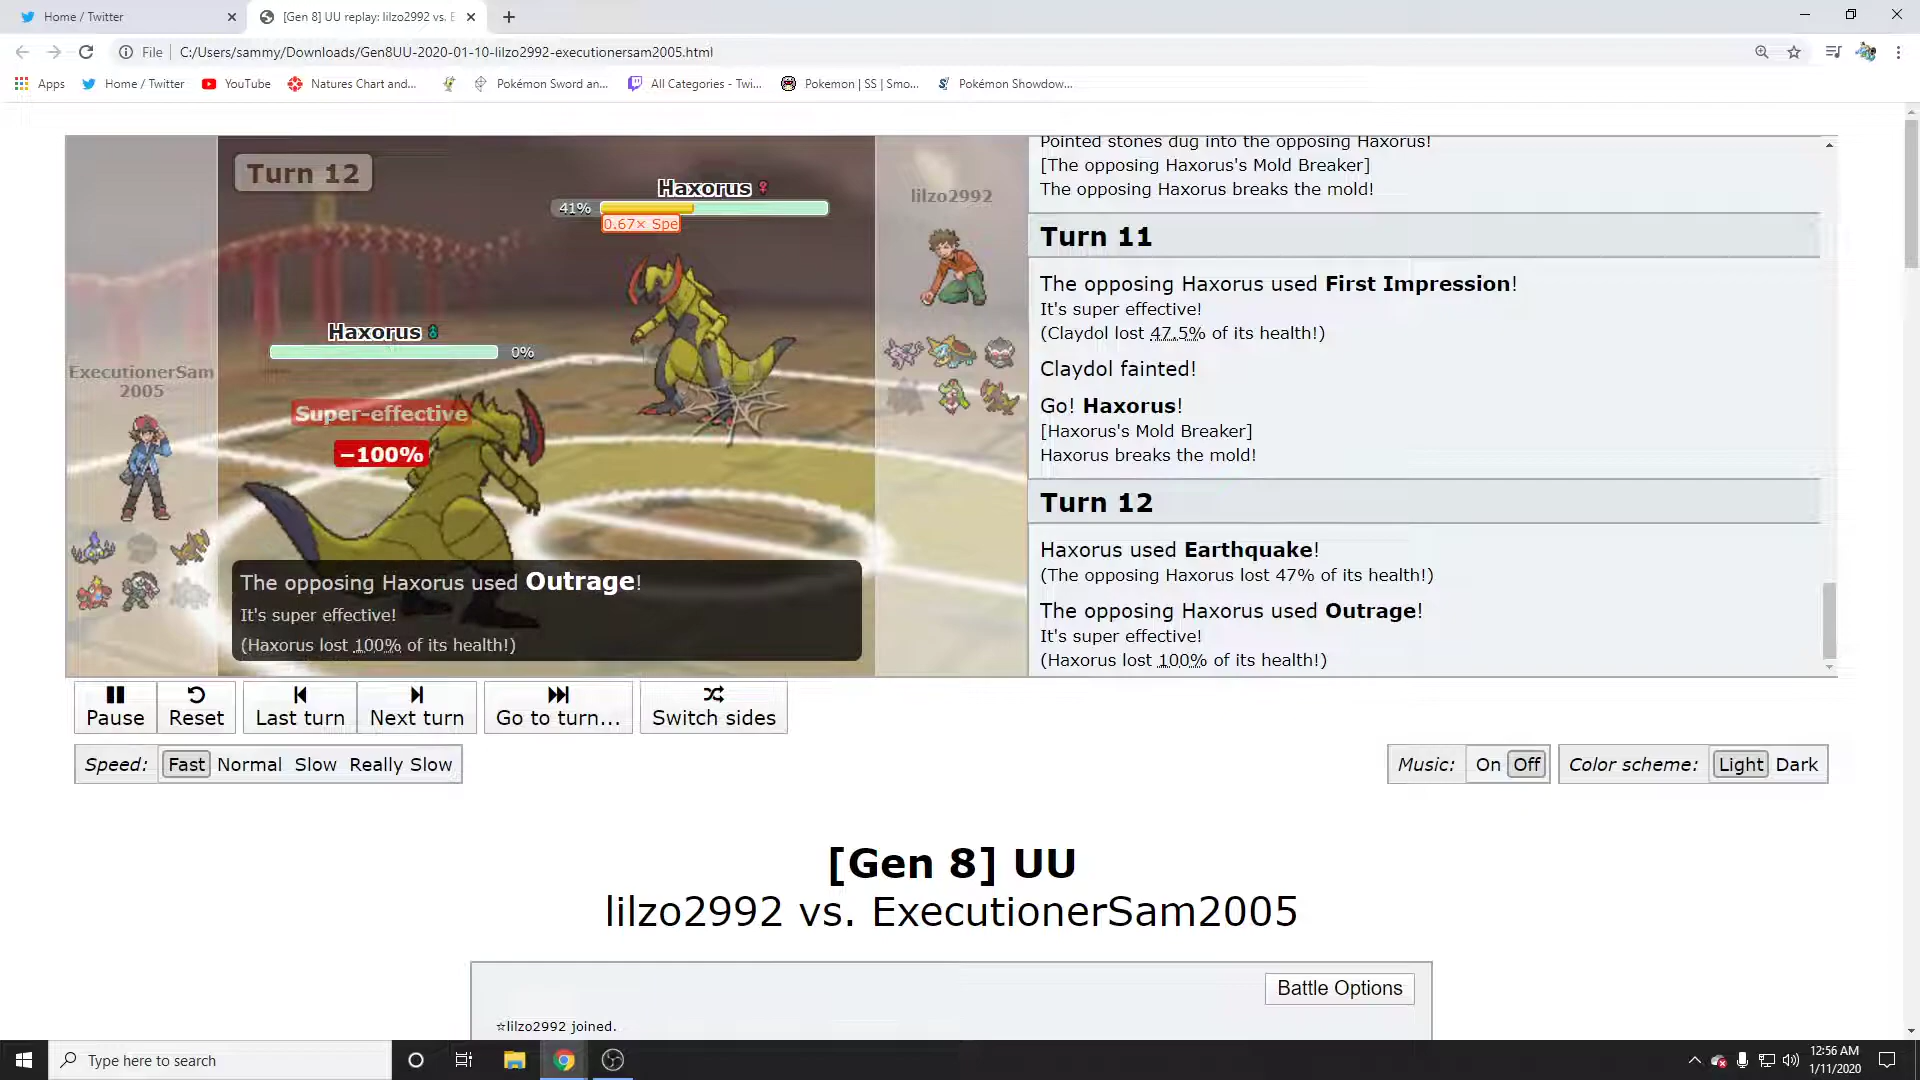 Home / Twitter
[Gen 8] UU replay: lilzo2992 vs. E
File
C:/Users/sammy/Downloads/Gen8UU-2020-01-10-lilzo2992-executionersam2005.html
Apps
Home / Twitter
YouTube
Natures Chart and...
Pokémon Sword an...
All Categories - Twi...
Pokemon | SS | Smo...
Pokémon Showdow...
Turn 12
Haxorus
41%
0.67× Spe
lilzo2992
Haxorus
0%
ExecutionerSam
2005
Super-effective
−100%
The opposing Haxorus used Outrage!
It's super effective!
(Haxorus lost 100% of its health!)
Pointed stones dug into the opposing Haxorus!
[The opposing Haxorus's Mold Breaker]
The opposing Haxorus breaks the mold!
Turn 11
The opposing Haxorus used First Impression!
It's super effective!
(Claydol lost 47.5% of its health!)
Claydol fainted!
Go! Haxorus!
[Haxorus's Mold Breaker]
Haxorus breaks the mold!
Turn 12
Haxorus used Earthquake!
(The opposing Haxorus lost 47% of its health!)
The opposing Haxorus used Outrage!
It's super effective!
(Haxorus lost 100% of its health!)
Pause
Reset
Last turn
Next turn
Go to turn...
Switch sides
Speed: Fast Normal Slow Really Slow
Music: On Off
Color scheme: Light Dark
[Gen 8] UU
lilzo2992 vs. ExecutionerSam2005
Battle Options
☆lilzo2992 joined.
Type here to search
12:56 AM
1/11/2020